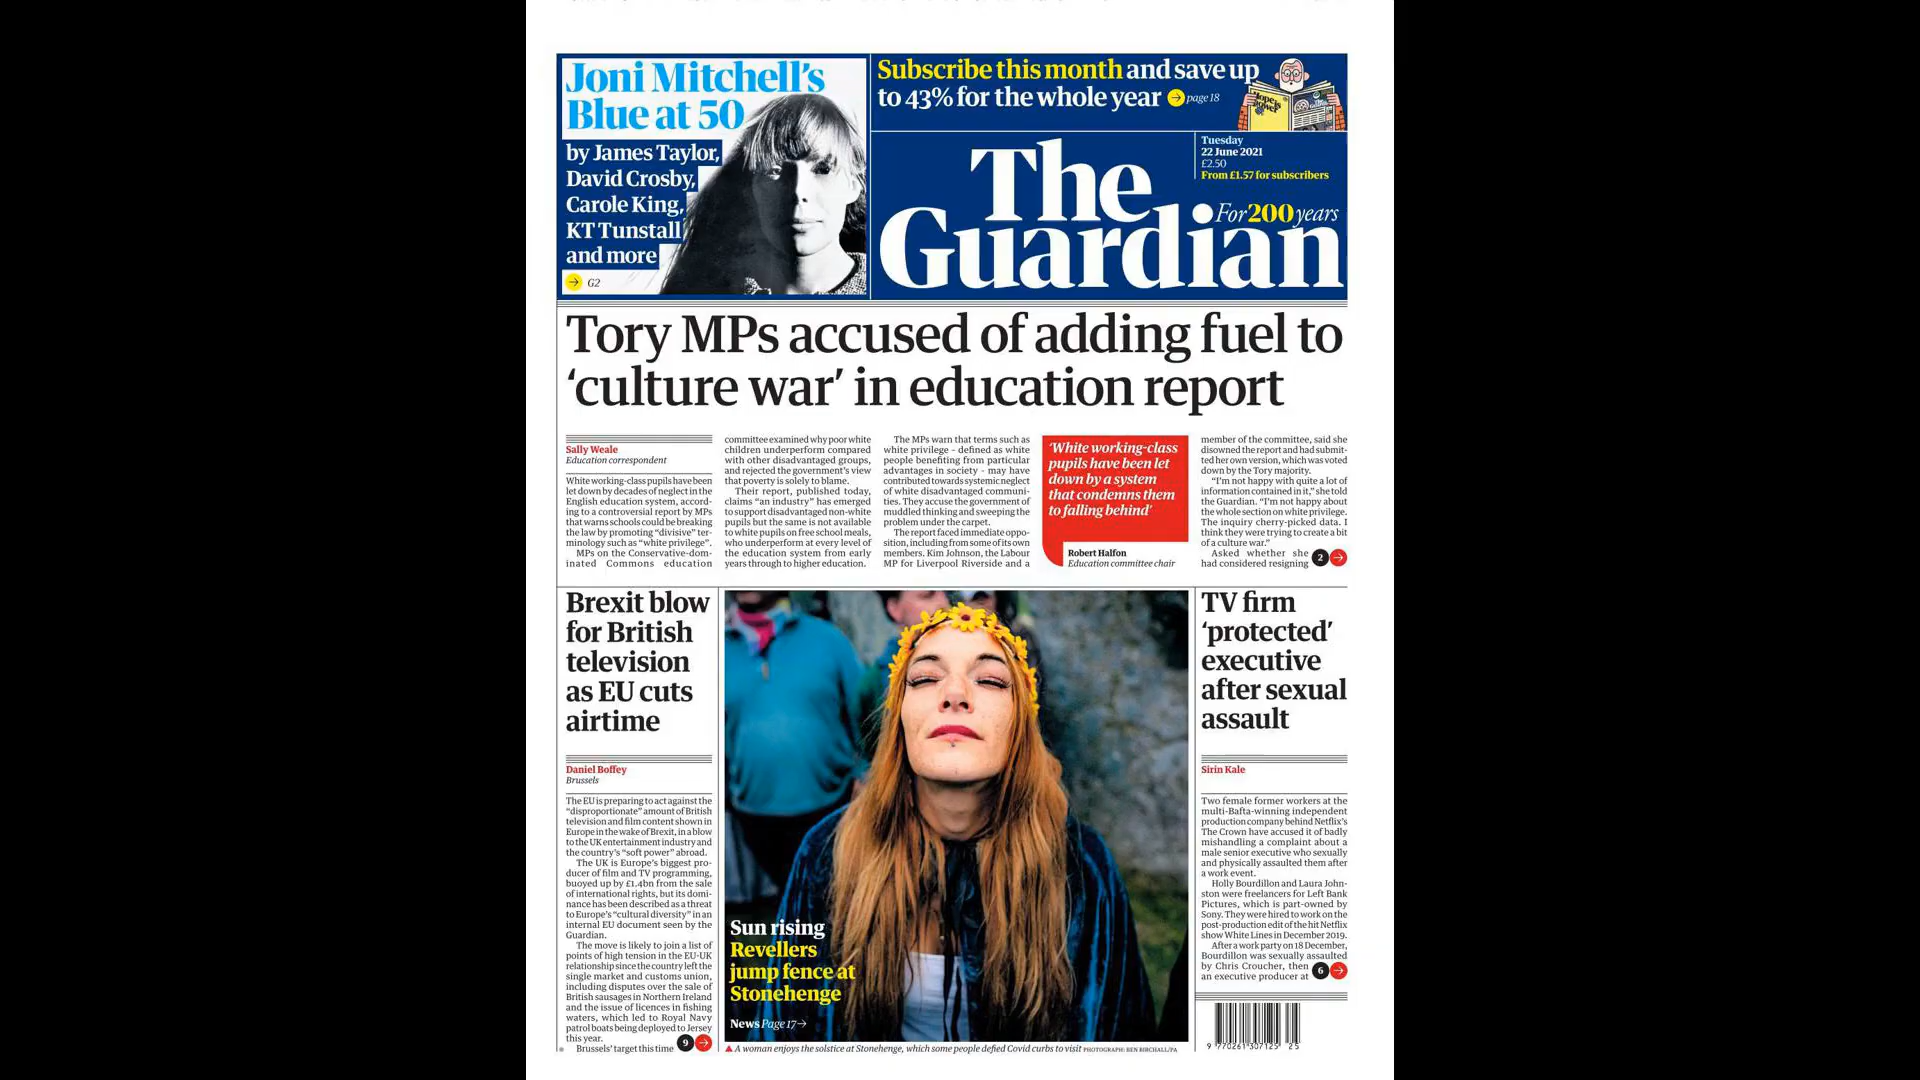 Joni Mitchell's
Blue at 50
by James Taylor,
David Crosby,
Carole King,
KT Tunstall
and more
G2
Subscribe this month and save up
to 43% for the whole year
page 18
Tuesday
22 June 2021
£2.50
From £1.57 for subscribers
The
Guardian
For 200 years
Tory MPs accused of adding fuel to
‘culture war’ in education report
Sally Weale
Education correspondent
White working-class pupils have been
let down by decades of neglect in the
English education system, accord-
ing to a controversial report by MPs
that warns schools could be breaking
the law by promoting “divisive” ter-
minology such as “white privilege”.
MPs on the Conservative-dom-
inated Commons education
committee examined why poor white
children underperform compared
with other disadvantaged groups,
and rejected the government’s view
that poverty is solely to blame.
Their report, published today,
claims “an industry” has emerged
to support disadvantaged non-white
pupils but the same is not available
to white pupils on free school meals,
who underperform at every level of
the education system from early
years through to higher education.
The MPs warn that terms such as
white privilege - defined as white
people benefiting from particular
advantages in society - may have
contributed towards systemic neglect
of white disadvantaged communi-
ties. They accuse the government of
muddled thinking and sweeping the
problem under the carpet.
The report faced immediate oppo-
sition, including from some of its own
members. Kim Johnson, the Labour
MP for Liverpool Riverside and a
‘White working-class
pupils have been let
down by a system
that condemns them
to falling behind’
Robert Halfon
Education committee chair
member of the committee, said she
disowned the report and had submit-
ted her own version, which was voted
down by the Tory majority.
“I’m not happy with quite a lot of
information contained in it,” she told
the Guardian. “I’m not happy about
the whole section on white privilege.
The inquiry cherry-picked data. I
think they were trying to create a bit
of a culture war.”
Asked whether she
had considered resigning
2
Brexit blow
for British
television
as EU cuts
airtime
Daniel Boffey
Brussels
The EU is preparing to act against the
“disproportionate” amount of British
television and film content shown in
Europe in the wake of Brexit, in a blow
to the UK entertainment industry and
the country’s “soft power” abroad.
The UK is Europe’s biggest pro-
ducer of film and TV programming,
buoyed up by £1.4bn from the sale
of international rights, but its domi-
nance has been described as a threat
to Europe’s “cultural diversity” in an
internal EU document seen by the
Guardian.
The move is likely to join a list of
points of high tension in the EU-UK
relationship since the country left the
single market and customs union,
including disputes over the sale of
British sausages in Northern Ireland
and the issue of licences in fishing
waters, which led to Royal Navy
patrol boats being deployed to Jersey
this year.
Brussels’ target this time
9
Sun rising
Revellers
jump fence at
Stonehenge
News Page 17
A woman enjoys the solstice at Stonehenge, which some people defied Covid curbs to visit PHOTOGRAPH: BEN BIRCHALL/PA
TV firm
‘protected’
executive
after sexual
assault
Sirin Kale
Two female former workers at the
multi-Bafta-winning independent
production company behind Netflix’s
The Crown have accused it of badly
mishandling a complaint about a
male senior executive who sexually
and physically assaulted them after
a work event.
Holly Bourdillon and Laura John-
ston were freelancers for Left Bank
Pictures, which is part-owned by
Sony. They were hired to work on the
post-production edit of the hit Netflix
show White Lines in December 2019.
After a work party on 18 December,
Bourdillon was sexually assaulted
by Chris Croucher, then
an executive producer at
6
9 770261 307125 25